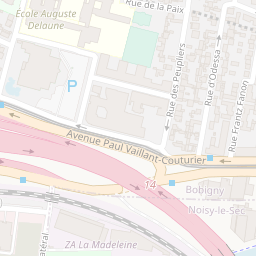 Rue de la Paix
École Auguste
Delaune
P
Rue des Peupliers
Rue d'Odessa
Rue Frantz Fanon
Avenue Paul Vaillant-Couturier
14
Bobigny
Noisy-le-Sec
ZA La Madeleine